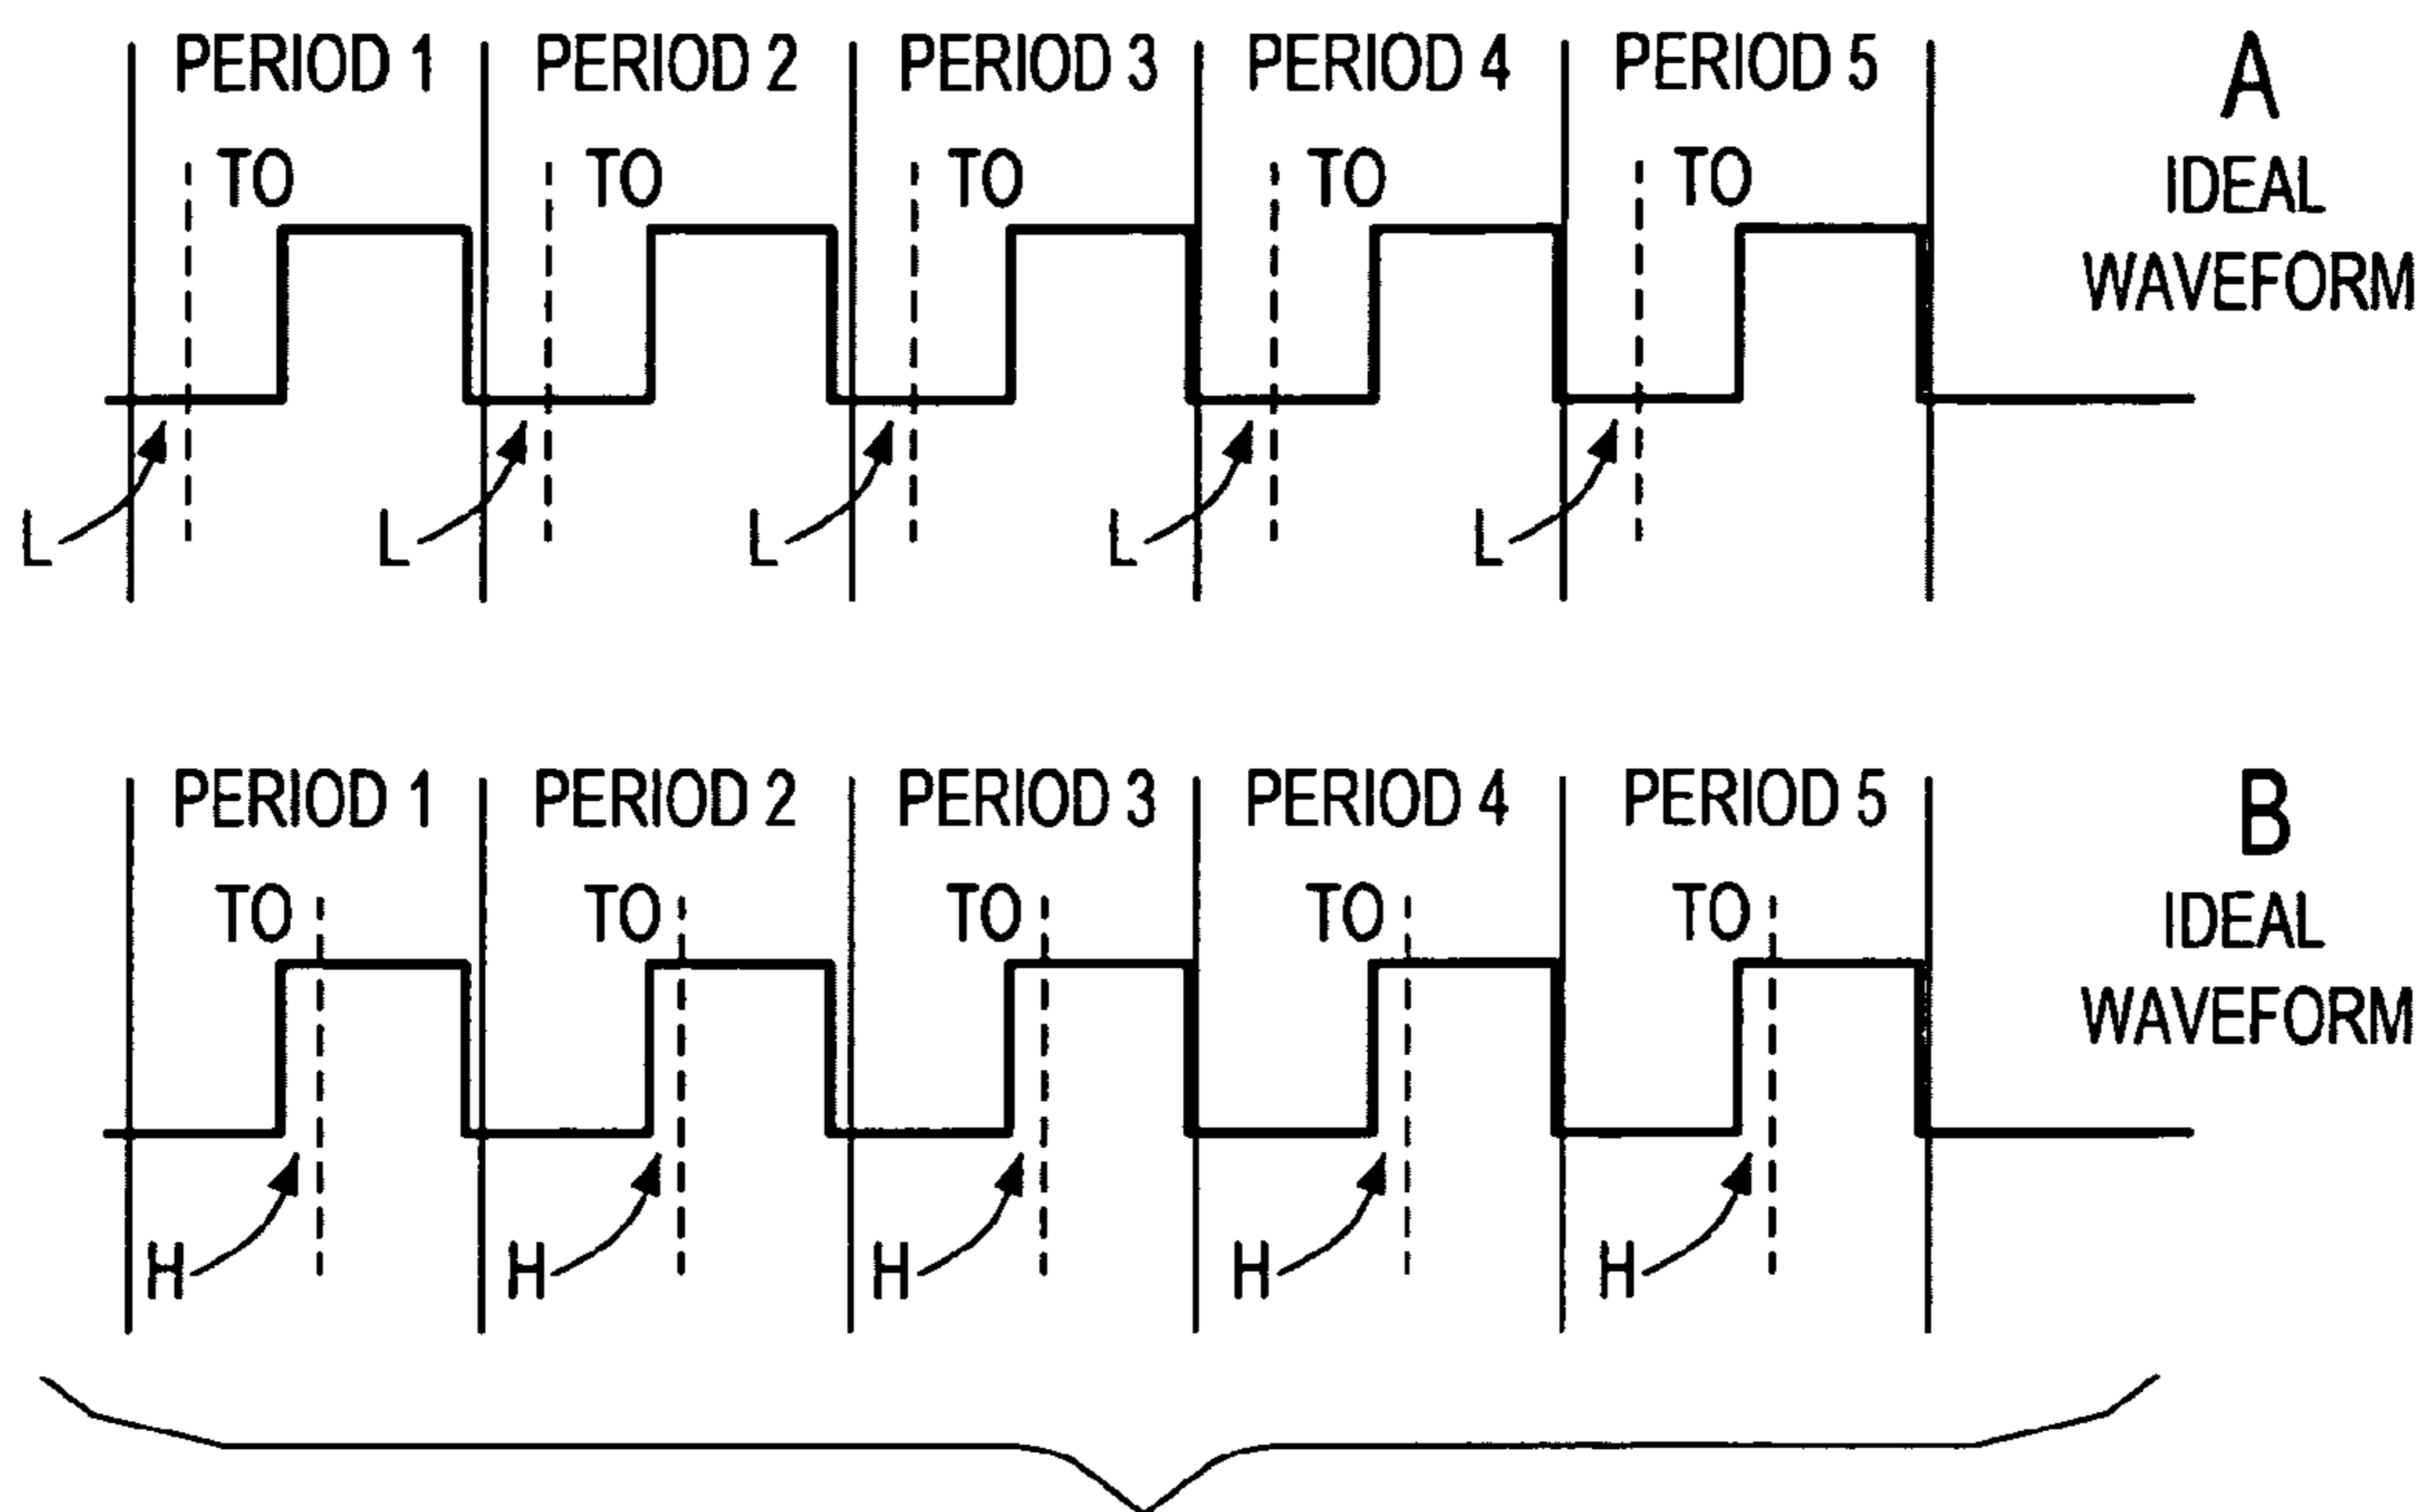 PERIOD 1 PERIOD 2 PERIOD 3 PERIOD 4 PERIOD 5
A
IDEAL
WAVEFORM
TO TO TO TO TO
L L L L L
PERIOD 1 PERIOD 2 PERIOD 3 PERIOD 4 PERIOD 5
B
IDEAL
WAVEFORM
TO TO TO TO TO
H H H H H